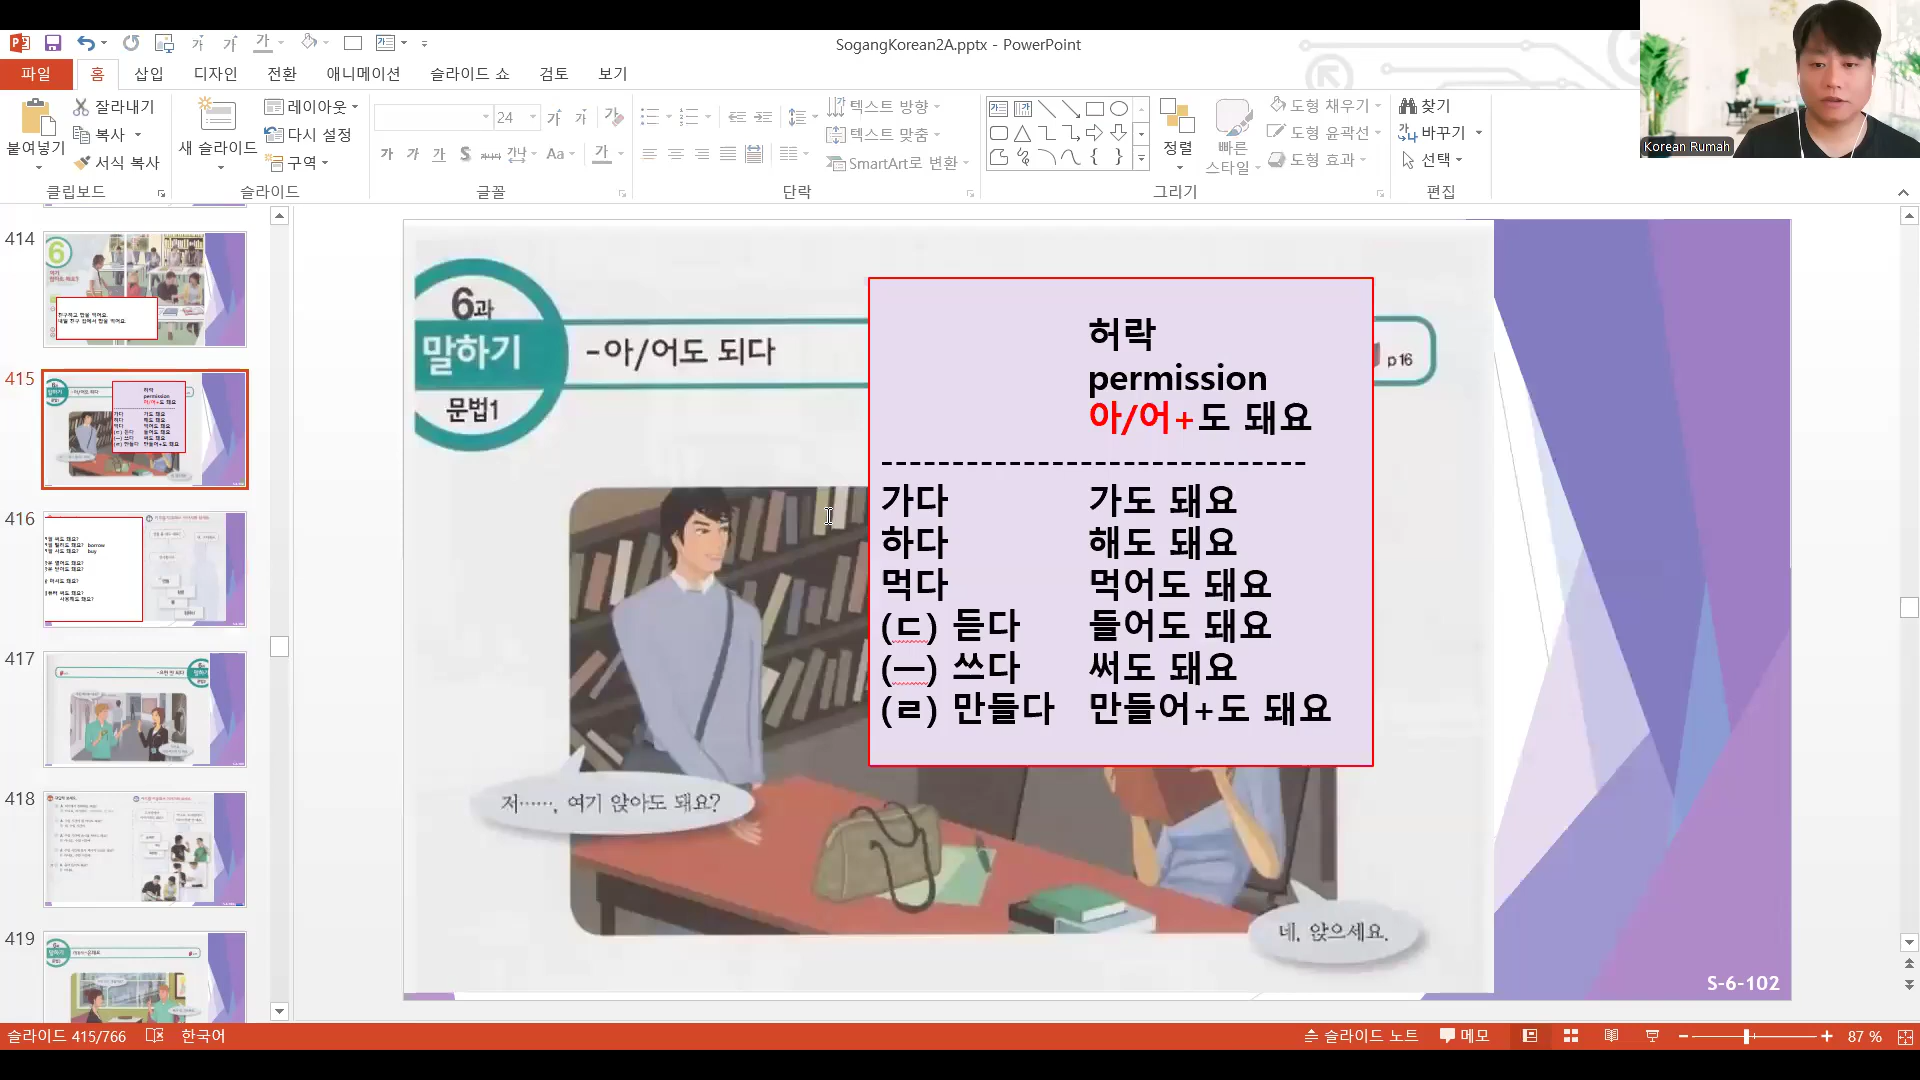 SogangKorean2A.pptx - PowerPoint
파일 홈 삽입 디자인 전환 애니메이션 슬라이드 쇼 검토 보기
붙여넣기
잘라내기
복사
서식 복사
클립보드
새 슬라이드
레이아웃
다시 설정
구역
슬라이드
24
글꼴
텍스트 방향
텍스트 맞춤
SmartArt로 변환
단락
정렬
빠른 스타일
도형 채우기
도형 윤곽선
도형 효과
그리기
찾기
바꾸기
선택
편집
Korean Rumah
414
415
416
417
418
419
6과
말하기
문법1
-아/어도 되다
p16
허락
permission
아/어+도 돼요
------------------------------
가다 가도 돼요
하다 해도 돼요
먹다 먹어도 돼요
(ㄷ) 듣다 들어도 돼요
(ㅡ) 쓰다 써도 돼요
(ㄹ) 만들다 만들어+도 돼요
저……, 여기 앉아도 돼요?
네, 앉으세요.
S-6-102
슬라이드 415/766 한국어
슬라이드 노트 메모 87 %